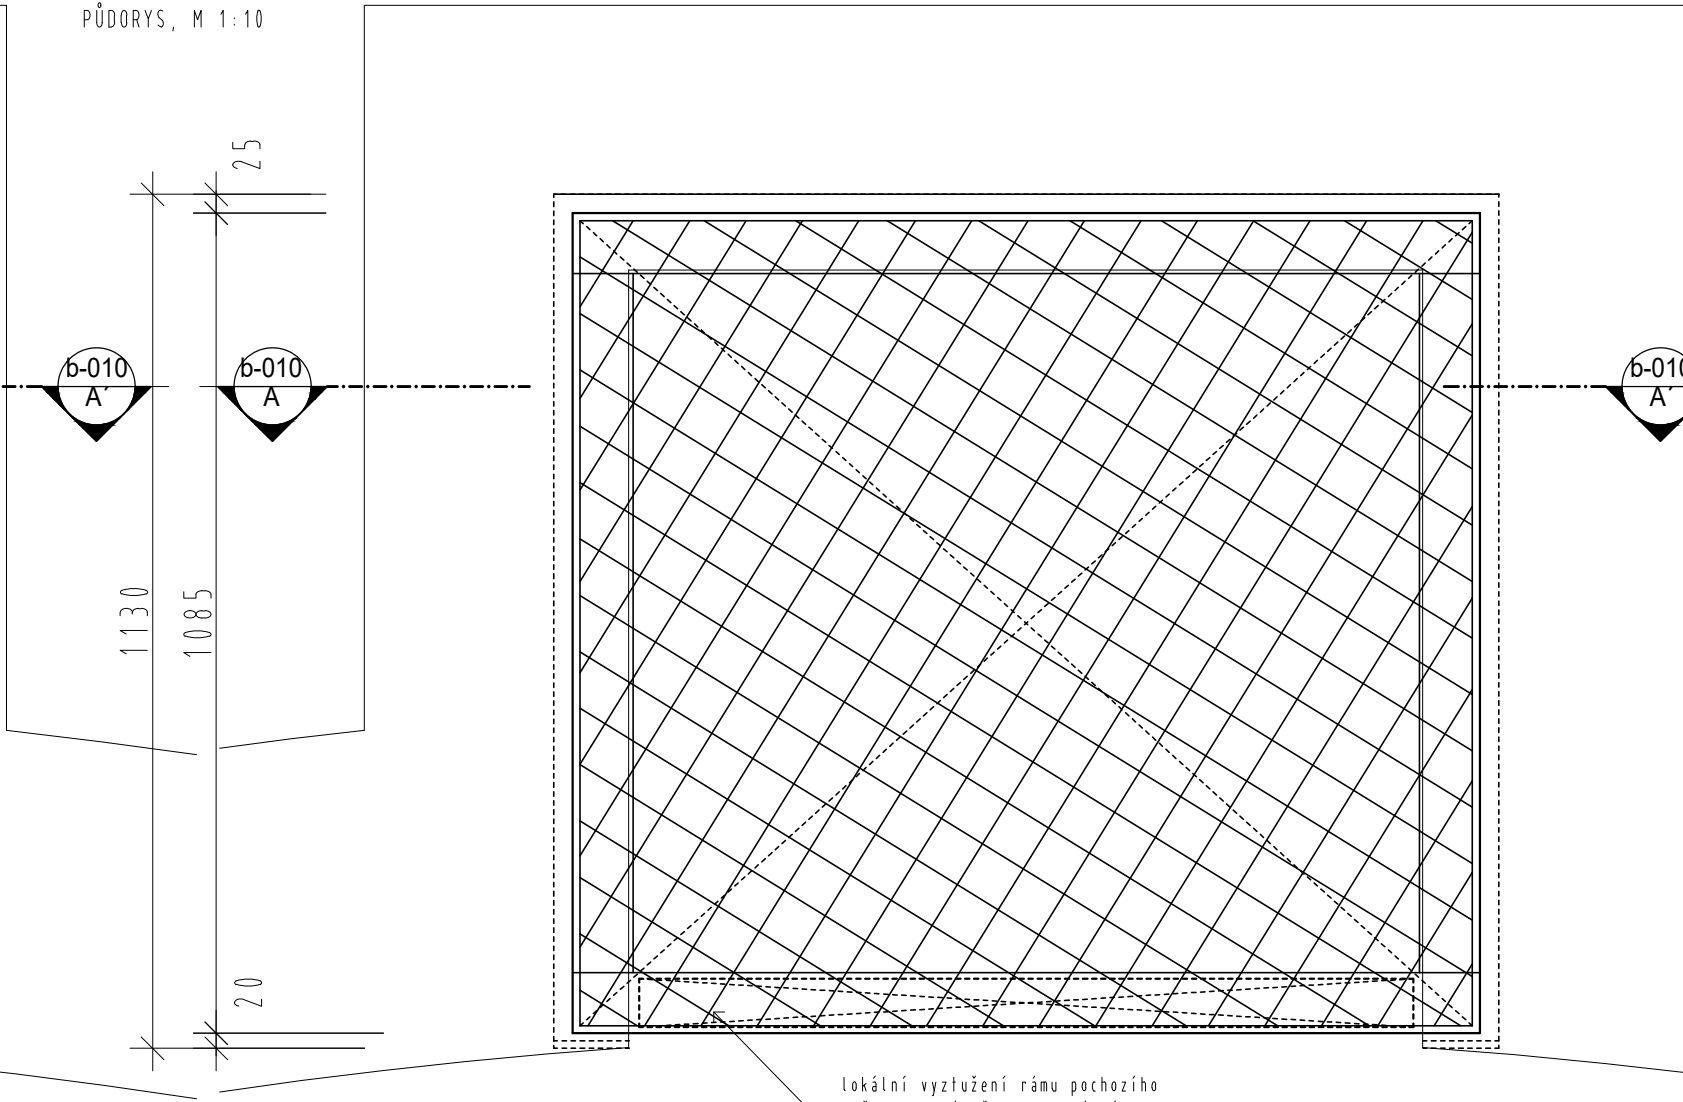 PŮDORYS, M 1:10
25
b-010
A´
b-010
A
b-010
A´
1130
1085
20
lokální vyztužení rámu pochozího